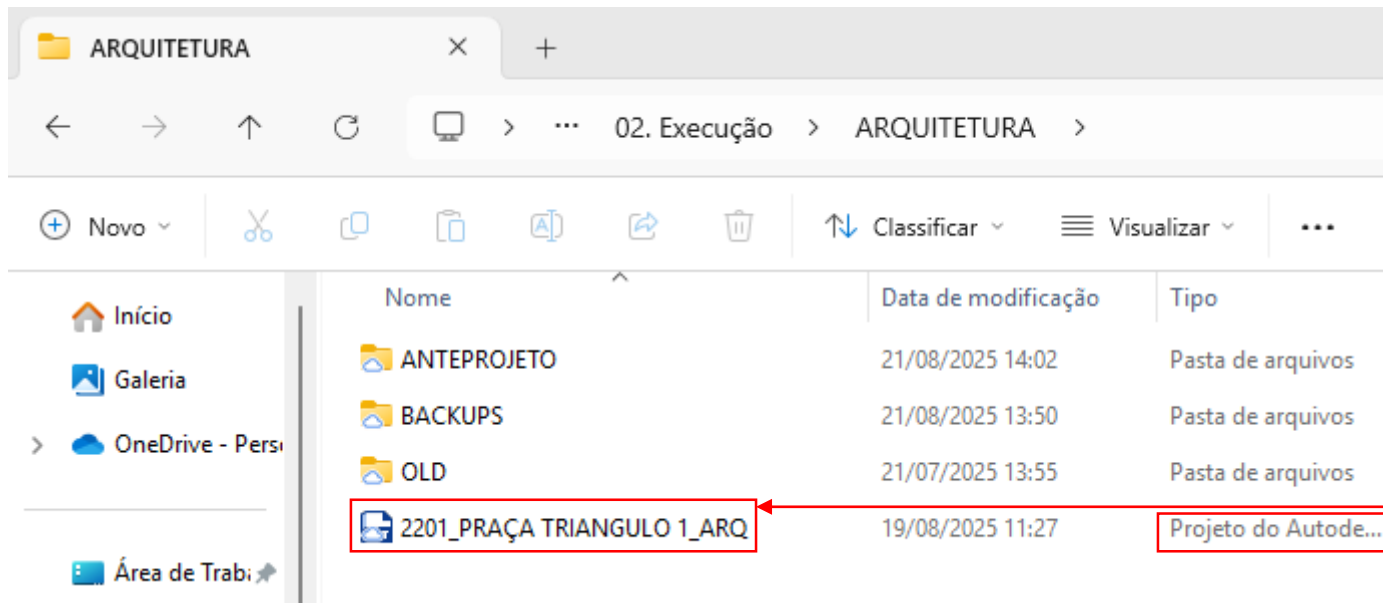 ARQUITETURA
02. Execução > ARQUITETURA >
Novo Classificar Visualizar
Nome Data de modificação Tipo
Início
Galeria
OneDrive - Pers
Área de Trab
ANTEPROJETO 21/08/2025 14:02 Pasta de arquivos
BACKUPS 21/08/2025 13:50 Pasta de arquivos
OLD 21/07/2025 13:55 Pasta de arquivos
2201_PRAÇA TRIANGULO 1_ARQ 19/08/2025 11:27 Projeto do Autode...